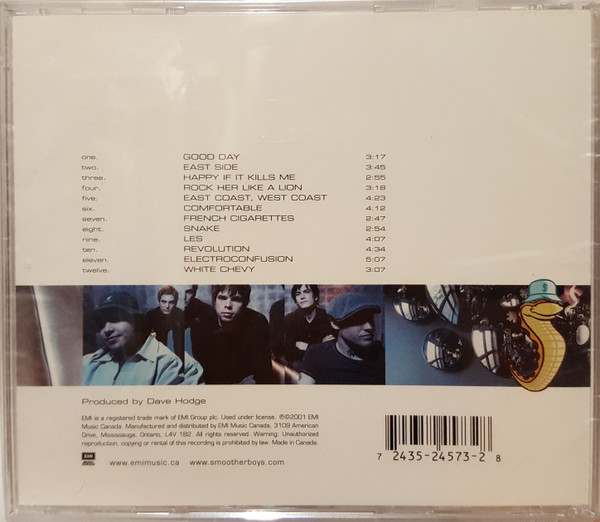 one. GOOD DAY 3:17
two. EAST SIDE 3:45
three. HAPPY IF IT KILLS ME 2:55
four. ROCK HER LIKE A LION 3:18
five. EAST COAST, WEST COAST 4:23
six. COMFORTABLE 4:12
seven. FRENCH CIGARETTES 2:47
eight. SNAKE 2:54
nine. LES 4:07
ten. REVOLUTION 4:34
eleven. ELECTROCONFUSION 5:07
twelve. WHITE CHEVY 3:07
S
Produced by Dave Hodge
EMI is a registered trade mark of EMI Group plc. Used under license. ℗©2001 EMI
Music Canada. Manufactured and distributed by EMI Music Canada, 3109 American
Drive, Mississauga, Ontario, L4V 1B2. All rights reserved. Warning: Unauthorized
reproduction, copying or rental of this recording is prohibited by law. Made in Canada.
EMI
www.emimusic.ca www.smootherboys.com
7 2435-24573-2 8